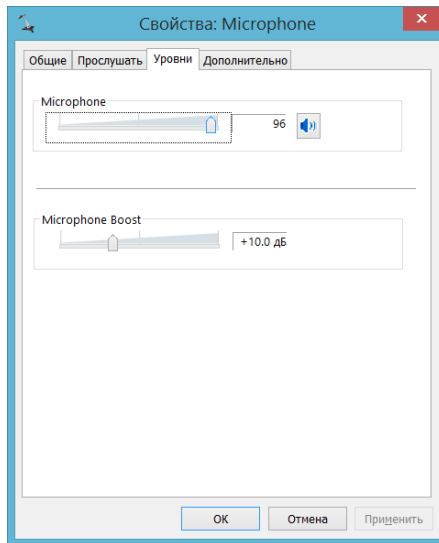 Свойства: Microphone
Общие Прослушать Уровни Дополнительно
Microphone
96
Microphone Boost
+10.0 дБ
ОК Отмена Применить